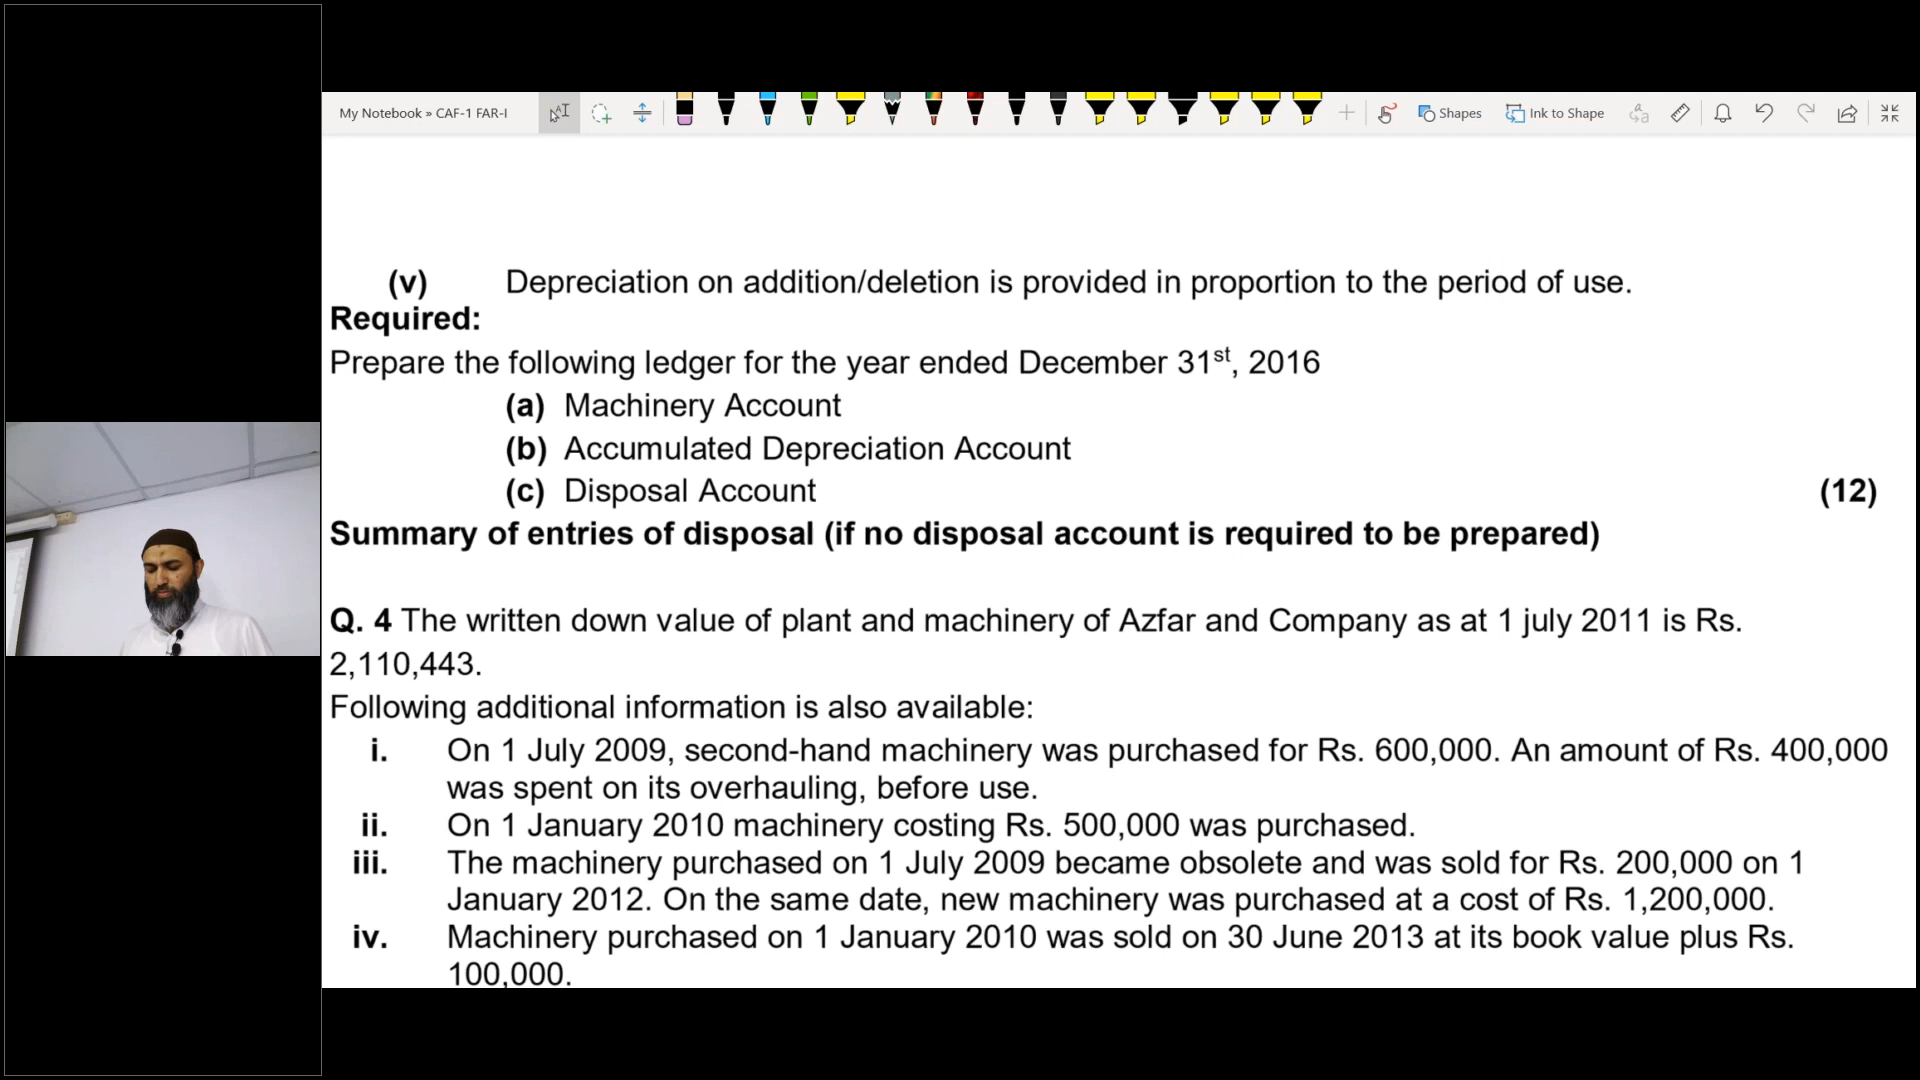 My Notebook » CAF-1 FAR-I
Shapes
Ink to Shape
(v) Depreciation on addition/deletion is provided in proportion to the period of use.
Required:
Prepare the following ledger for the year ended December 31st, 2016
(a) Machinery Account
(b) Accumulated Depreciation Account
(c) Disposal Account (12)
Summary of entries of disposal (if no disposal account is required to be prepared)
Q. 4 The written down value of plant and machinery of Azfar and Company as at 1 july 2011 is Rs.
2,110,443.
Following additional information is also available:
i. On 1 July 2009, second-hand machinery was purchased for Rs. 600,000. An amount of Rs. 400,000
was spent on its overhauling, before use.
ii. On 1 January 2010 machinery costing Rs. 500,000 was purchased.
iii. The machinery purchased on 1 July 2009 became obsolete and was sold for Rs. 200,000 on 1
January 2012. On the same date, new machinery was purchased at a cost of Rs. 1,200,000.
iv. Machinery purchased on 1 January 2010 was sold on 30 June 2013 at its book value plus Rs.
100,000.